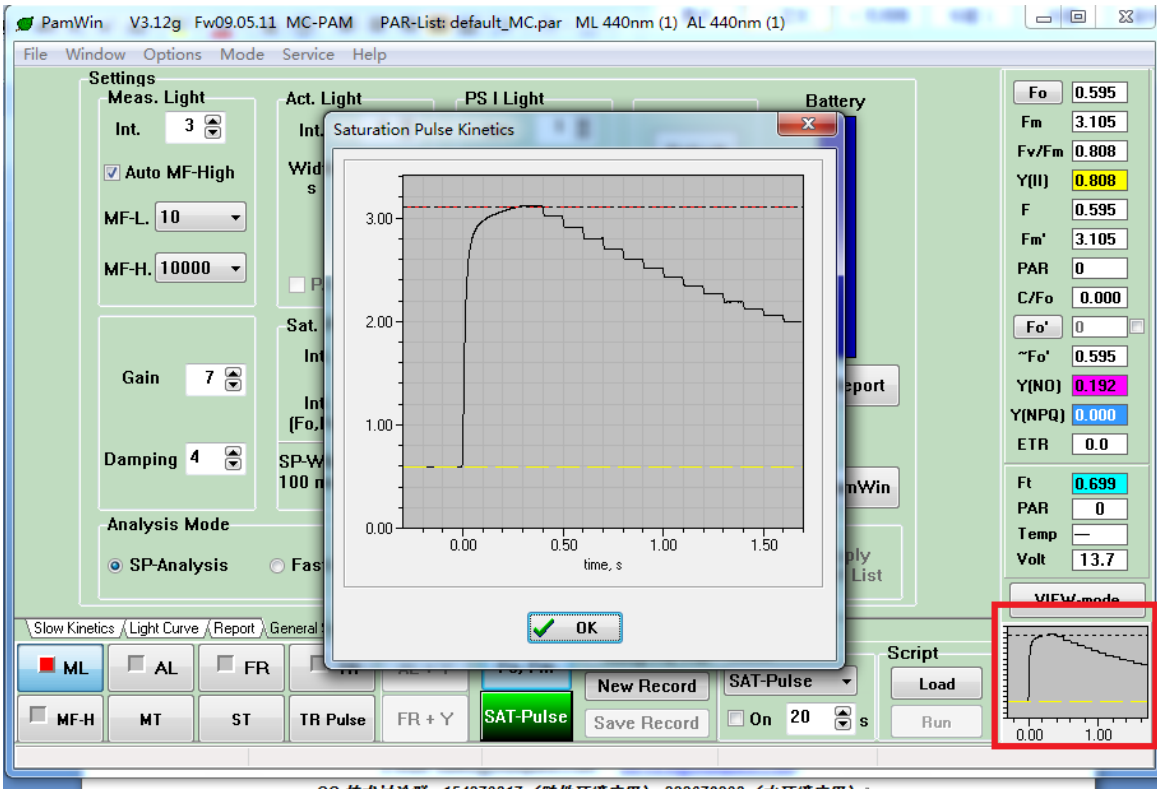 PamWin V3.12g Fw09.05.11 MC-PAM PAR-List: default_MC.par ML 440nm (1) AL 440nm (1)
File Window Options Mode Service Help
Settings
Meas. Light
Int. 3
Auto MF-High
MF-L. 10
MF-H. 10000
Gain 7
Damping 4
Act. Light
Int.
Wid
s
P
Sat.
Int
Int
(Fo,
SP-W
100 m
PS I Light
Battery
eport
mWin
ply
List
Analysis Mode
SP-Analysis
Fas
Saturation Pulse Kinetics
3.00
2.00
1.00
0.00
0.00 0.50 1.00 1.50
time, s
OK
Fo 0.595
Fm 3.105
Fv/Fm 0.808
Y(II) 0.808
F 0.595
Fm' 3.105
PAR 0
C/Fo 0.000
Fo' 0
~Fo' 0.595
Y(NO) 0.192
Y(NPQ) 0.000
ETR 0.0
Ft 0.699
PAR 0
Temp —
Volt 13.7
VIEW-mode
0.00 1.00
Slow Kinetics Light Curve Report General
ML AL FR
New Record
SAT-Pulse
Script
Load
MF-H MT ST TR Pulse FR + Y SAT-Pulse
Save Record
On 20 s
Run